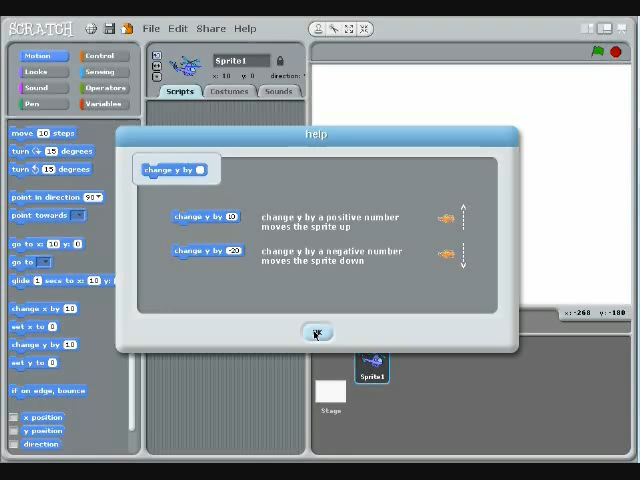 SCRATCH File Edit Share Help
Motion Control
Looks Sensing
Sound Operators
Pen Variables
Sprite1
x: 10 y: 0 direction:
Scripts Costumes Sounds
move 10 steps
turn 15 degrees
turn 15 degrees
point in direction 90
point towards
go to x: 10 y: 0
go to
glide 1 secs to x: 10 y:
change x by 10
set x to 0
change y by 10
set y to 0
if on edge, bounce
x position
y position
direction
help
change y by
change y by 10 change y by a positive number
moves the sprite up
change y by -20 change y by a negative number
moves the sprite down
OK
x:-268 y:-180
Sprite1
Stage